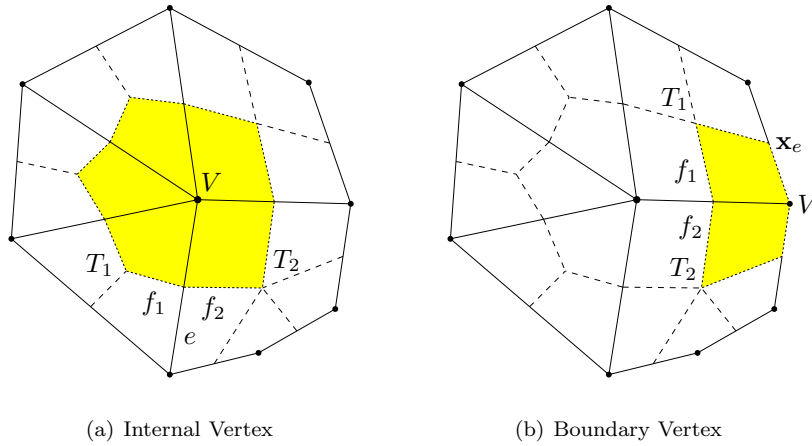 V
T₁
T₂
f₁
f₂
e
(a) Internal Vertex
T₁
xₑ
f₁
V
f₂
T₂
(b) Boundary Vertex